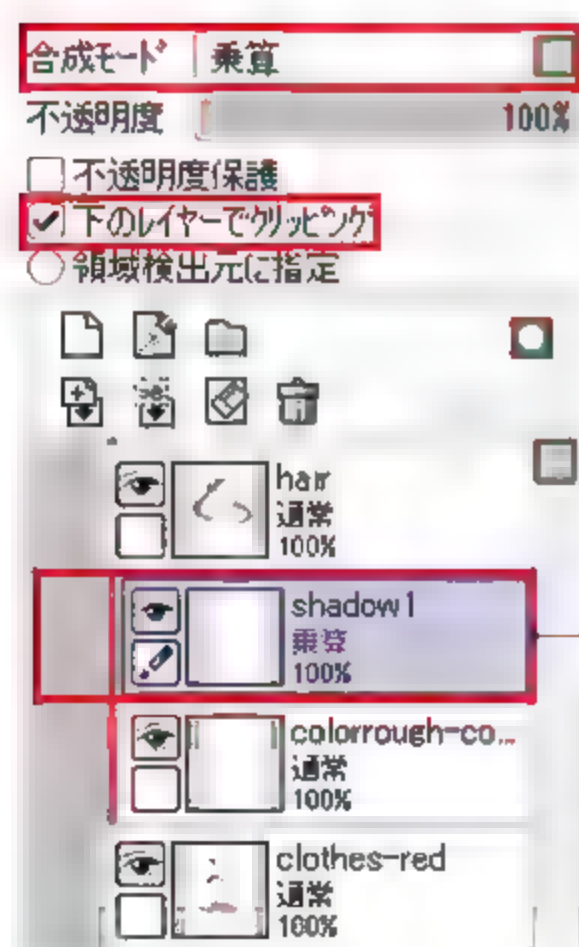 合成モード 乗算
不透明度 100%
不透明度保護
下のレイヤーでクリッピング
領域検出元に指定
hair
通常
100%
shadow1
乗算
100%
colorrough-co...
通常
100%
clothes-red
通常
100%